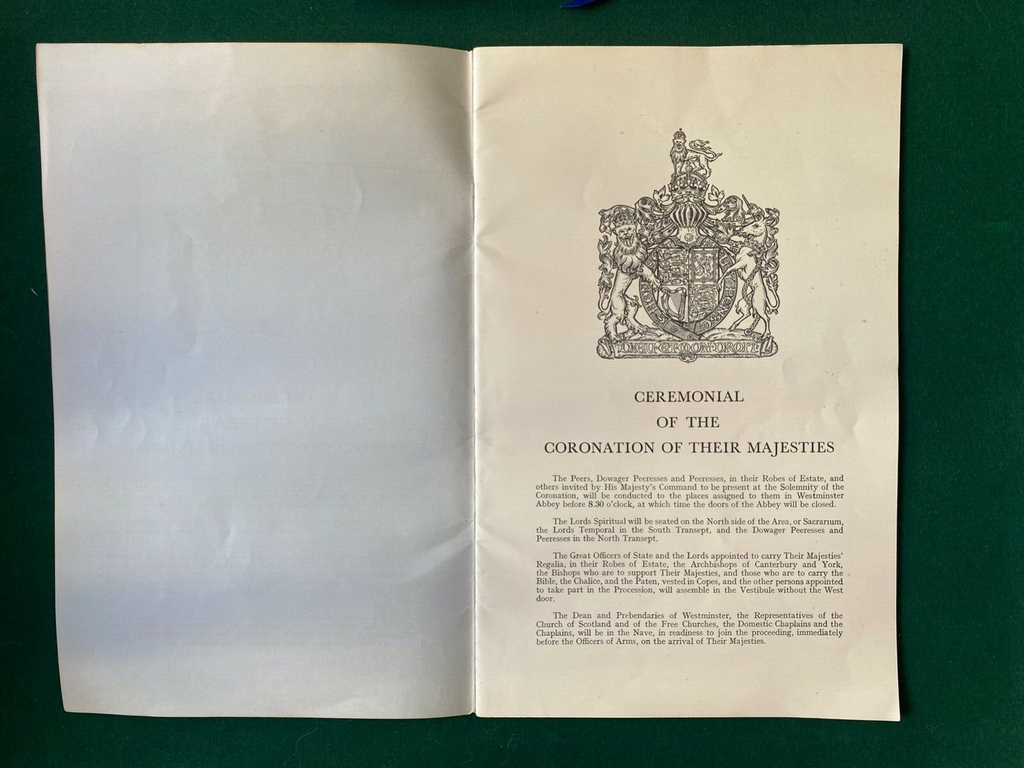 DIEU·ET·MON·DROIT
CEREMONIAL
OF THE
CORONATION OF THEIR MAJESTIES
The Peers, Dowager Peeresses and Peeresses, in their Robes of Estate, and
others invited by His Majesty's Command to be present at the Solemnity of the
Coronation, will be conducted to the places assigned to them in Westminster
Abbey before 8.30 o'clock, at which time the doors of the Abbey will be closed.
The Lords Spiritual will be seated on the North side of the Area, or Sacrarium,
the Lords Temporal in the South Transept, and the Dowager Peeresses and
Peeresses in the North Transept.
The Great Officers of State and the Lords appointed to carry Their Majesties'
Regalia, in their Robes of Estate, the Archbishops of Canterbury and York,
the Bishops who are to support Their Majesties, and those who are to carry the
Bible, the Chalice, and the Paten, vested in Copes, and the other persons appointed
to take part in the Procession, will assemble in the Vestibule without the West
door.
The Dean and Prebendaries of Westminster, the Representatives of the
Church of Scotland and of the Free Churches, the Domestic Chaplains and the
Chaplains, will be in the Nave, in readiness to join the proceeding, immediately
before the Officers of Arms, on the arrival of Their Majesties.